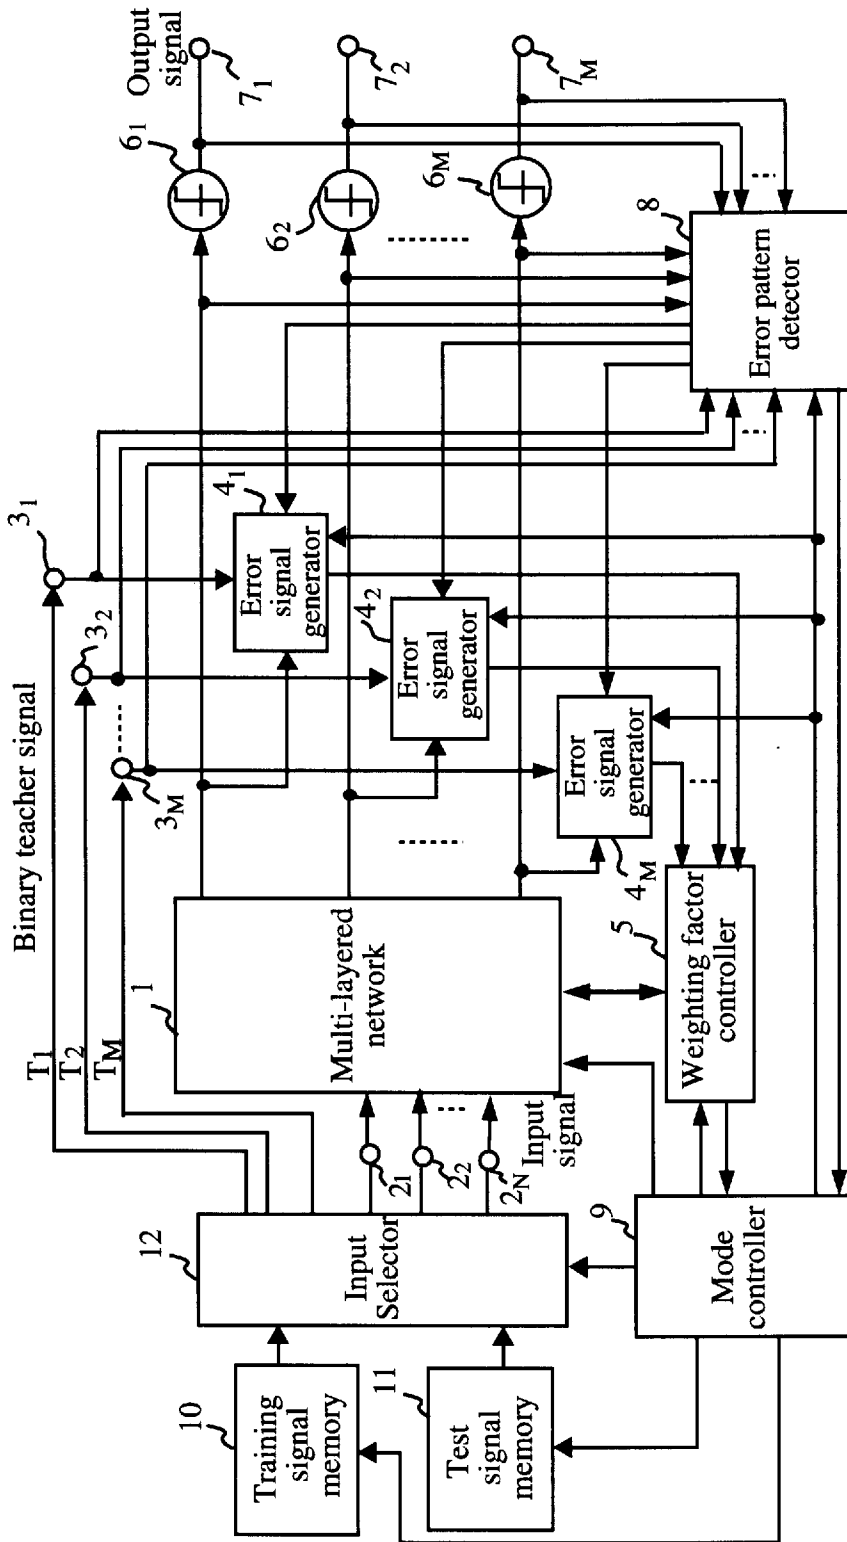 Output
signal
7₁
7₂
7M
6₁
6₂
6M
8
Error pattern
detector
3₁
3₂
3M
4₁
Error
signal
generator
4₂
Error
signal
generator
4M
Error
signal
generator
Binary teacher signal
T₁
T₂
TM
1
Multi-layered
network
5
Weighting factor
controller
2₁
2₂
2N
Input
signal
12
Input
Selector
9
Mode
controller
10
Training
signal
memory
11
Test
signal
memory